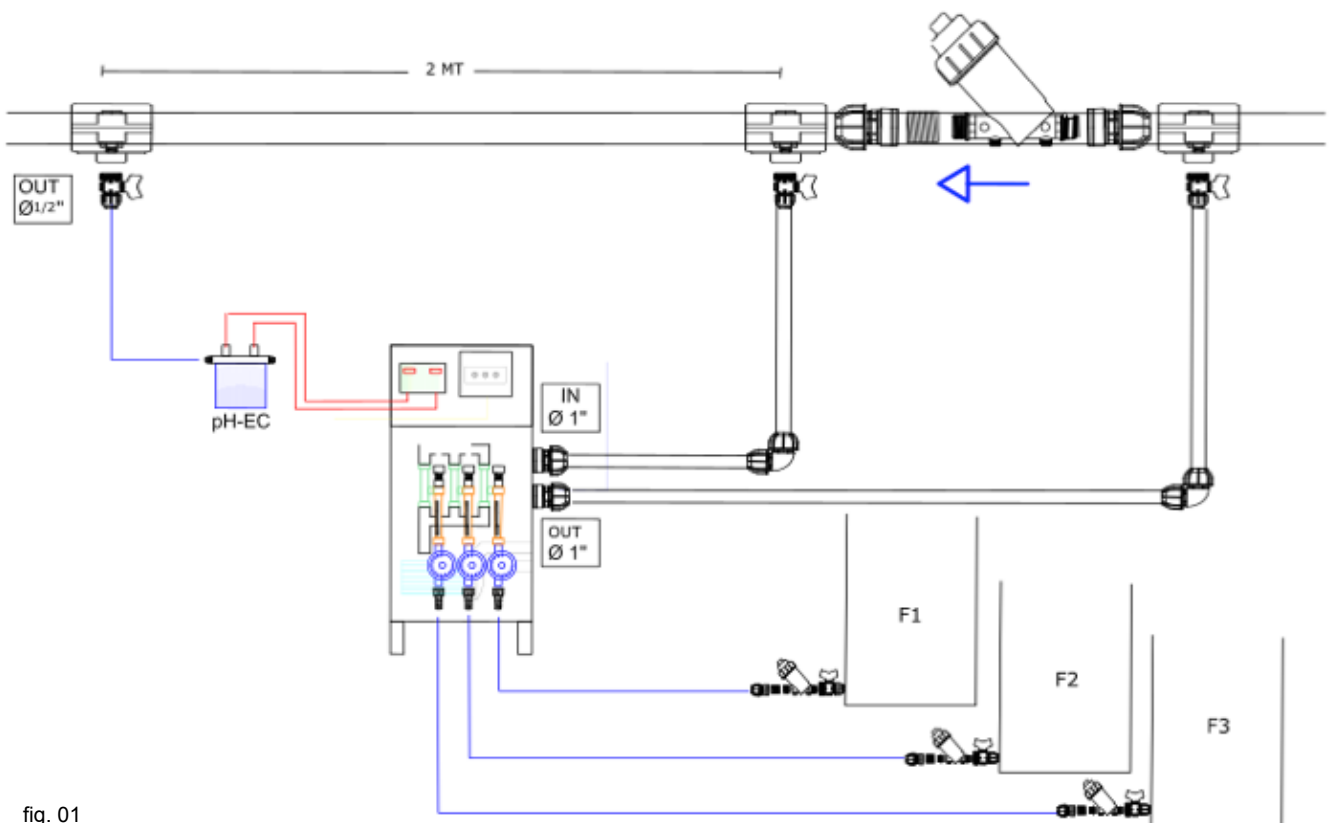 2 MT
OUT
Ø1/2"
pH-EC
IN
Ø 1"
OUT
Ø 1"
F1
F2
F3
fig. 01